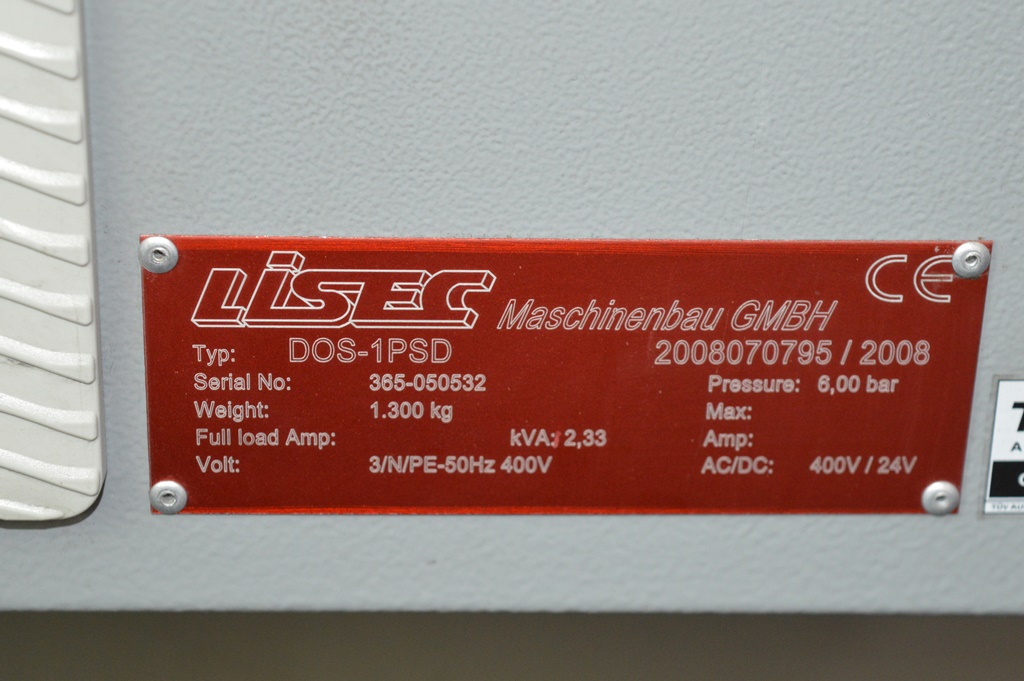 LiSEC Maschinenbau GMBH CE
Typ: DOS-1PSD 2008070795 / 2008
Serial No: 365-050532 Pressure: 6,00 bar
Weight: 1.300 kg Max:
Full load Amp: kVA: 2,33 Amp:
Volt: 3/N/PE-50Hz 400V AC/DC: 400V / 24V